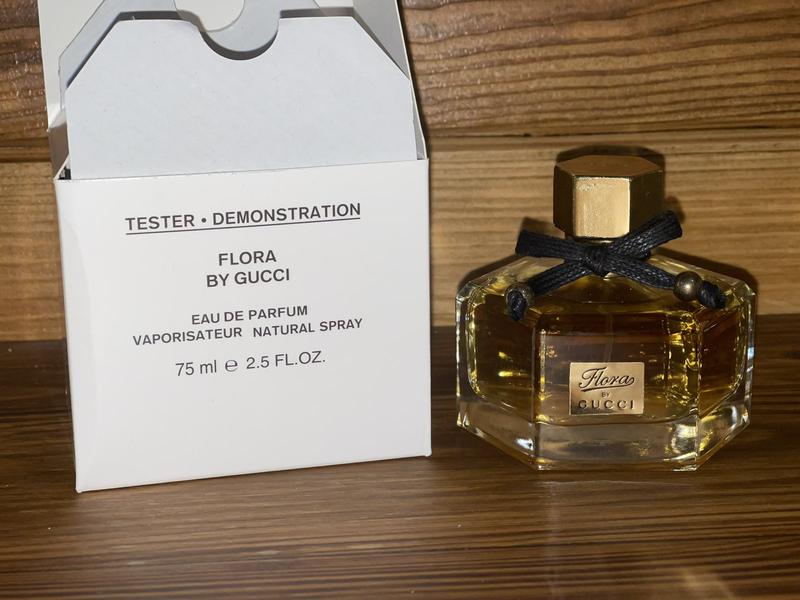 TESTER • DEMONSTRATION
FLORA
BY GUCCI
EAU DE PARFUM
VAPORISATEUR NATURAL SPRAY
75 ml ℮ 2.5 FL.OZ.
Flora
BY
GUCCI